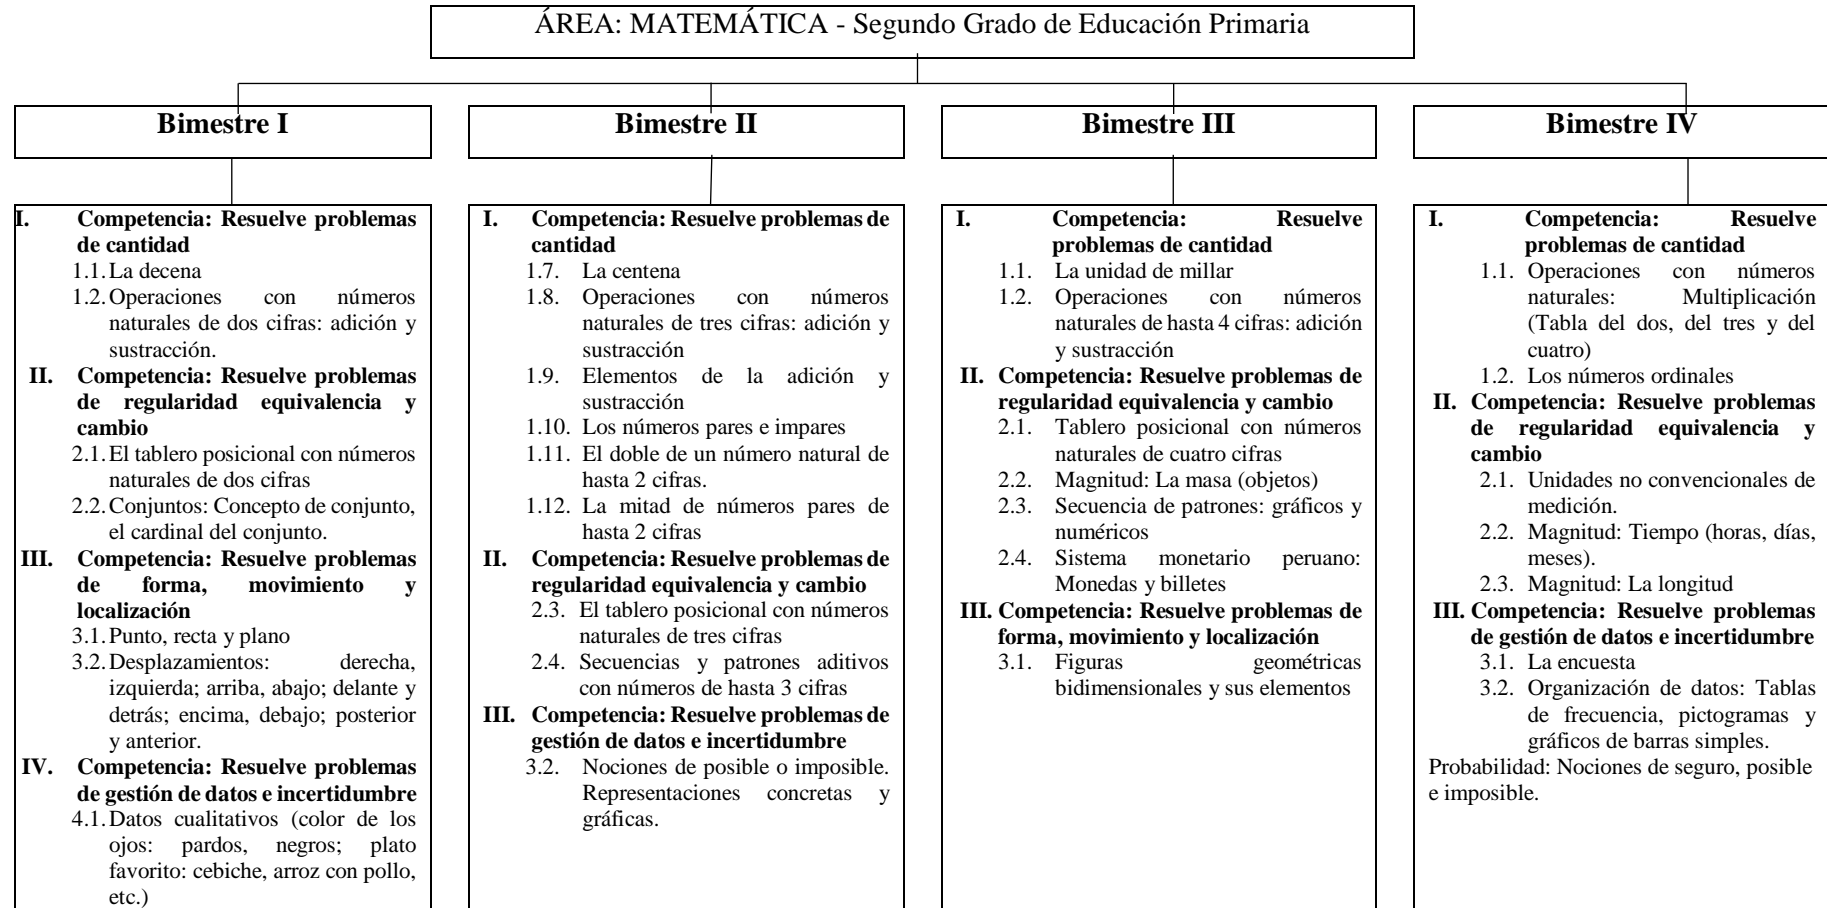 ÁREA: MATEMÁTICA - Segundo Grado de Educación Primaria
Bimestre I
I. Competencia: Resuelve problemas
de cantidad
1.1. La decena
1.2. Operaciones con números
naturales de dos cifras: adición y
sustracción.
II. Competencia: Resuelve problemas
de regularidad equivalencia y
cambio
2.1. El tablero posicional con números
naturales de dos cifras
2.2. Conjuntos: Concepto de conjunto,
el cardinal del conjunto.
III. Competencia: Resuelve problemas
de forma, movimiento y
localización
3.1. Punto, recta y plano
3.2. Desplazamientos: derecha,
izquierda; arriba, abajo; delante y
detrás; encima, debajo; posterior
y anterior.
IV. Competencia: Resuelve problemas
de gestión de datos e incertidumbre
4.1. Datos cualitativos (color de los
ojos: pardos, negros; plato
favorito: cebiche, arroz con pollo,
etc.)
Bimestre II
I. Competencia: Resuelve problemas de
cantidad
1.7. La centena
1.8. Operaciones con números
naturales de tres cifras: adición y
sustracción
1.9. Elementos de la adición y
sustracción
1.10. Los números pares e impares
1.11. El doble de un número natural de
hasta 2 cifras.
1.12. La mitad de números pares de
hasta 2 cifras
II. Competencia: Resuelve problemas de
regularidad equivalencia y cambio
2.3. El tablero posicional con números
naturales de tres cifras
2.4. Secuencias y patrones aditivos
con números de hasta 3 cifras
III. Competencia: Resuelve problemas de
gestión de datos e incertidumbre
3.2. Nociones de posible o imposible.
Representaciones concretas y
gráficas.
Bimestre III
I. Competencia: Resuelve
problemas de cantidad
1.1. La unidad de millar
1.2. Operaciones con números
naturales de hasta 4 cifras: adición
y sustracción
II. Competencia: Resuelve problemas de
regularidad equivalencia y cambio
2.1. Tablero posicional con números
naturales de cuatro cifras
2.2. Magnitud: La masa (objetos)
2.3. Secuencia de patrones: gráficos y
numéricos
2.4. Sistema monetario peruano:
Monedas y billetes
III. Competencia: Resuelve problemas de
forma, movimiento y localización
3.1. Figuras geométricas
bidimensionales y sus elementos
Bimestre IV
I. Competencia: Resuelve
problemas de cantidad
1.1. Operaciones con números
naturales: Multiplicación
(Tabla del dos, del tres y del
cuatro)
1.2. Los números ordinales
II. Competencia: Resuelve problemas
de regularidad equivalencia y
cambio
2.1. Unidades no convencionales de
medición.
2.2. Magnitud: Tiempo (horas, días,
meses).
2.3. Magnitud: La longitud
III. Competencia: Resuelve problemas
de gestión de datos e incertidumbre
3.1. La encuesta
3.2. Organización de datos: Tablas
de frecuencia, pictogramas y
gráficos de barras simples.
Probabilidad: Nociones de seguro, posible
e imposible.